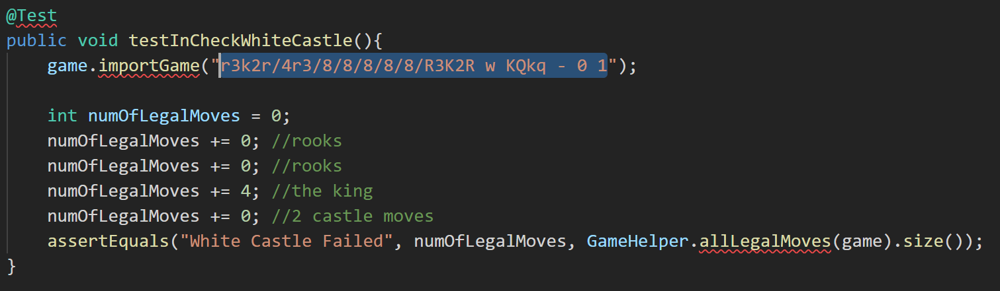 @Test
public void testInCheckWhiteCastle(){
game.importGame("r3k2r/4r3/8/8/8/8/8/R3K2R w KQkq - 0 1");
int numOfLegalMoves = 0;
numOfLegalMoves += 0; //rooks
numOfLegalMoves += 0; //rooks
numOfLegalMoves += 4; //the king
numOfLegalMoves += 0; //2 castle moves
assertEquals("White Castle Failed", numOfLegalMoves, GameHelper.allLegalMoves(game).size());
}